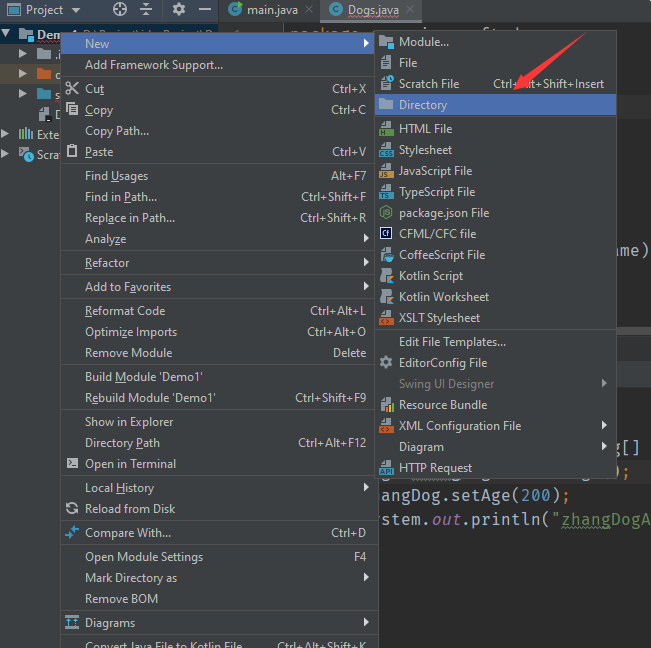 Project
main.java
Dogs.java
New
Add Framework Support...
Cut Ctrl+X
Copy Ctrl+C
Copy Path...
Paste Ctrl+V
Find Usages Alt+F7
Find in Path... Ctrl+Shift+F
Replace in Path... Ctrl+Shift+R
Analyze
Refactor
Add to Favorites
Reformat Code Ctrl+Alt+L
Optimize Imports Ctrl+Alt+O
Remove Module Delete
Build Module 'Demo1'
Rebuild Module 'Demo1' Ctrl+Shift+F9
Show in Explorer
Directory Path Ctrl+Alt+F12
Open in Terminal
Local History
Reload from Disk
Compare With... Ctrl+D
Open Module Settings F4
Mark Directory as
Remove BOM
Diagrams
Convert Java File to Kotlin File Ctrl+Alt+Shift+K
Module...
File
Scratch File Ctrl+Alt+Shift+Insert
Directory
HTML File
Stylesheet
JavaScript File
TypeScript File
package.json File
CFML/CFC file
CoffeeScript File
Kotlin Script
Kotlin Worksheet
XSLT Stylesheet
Edit File Templates...
EditorConfig File
Swing UI Designer
Resource Bundle
XML Configuration File
Diagram
HTTP Request
Exte
Scrat
ame)
g[]
);
angDog.setAge(200);
stem.out.println("zhangDogA